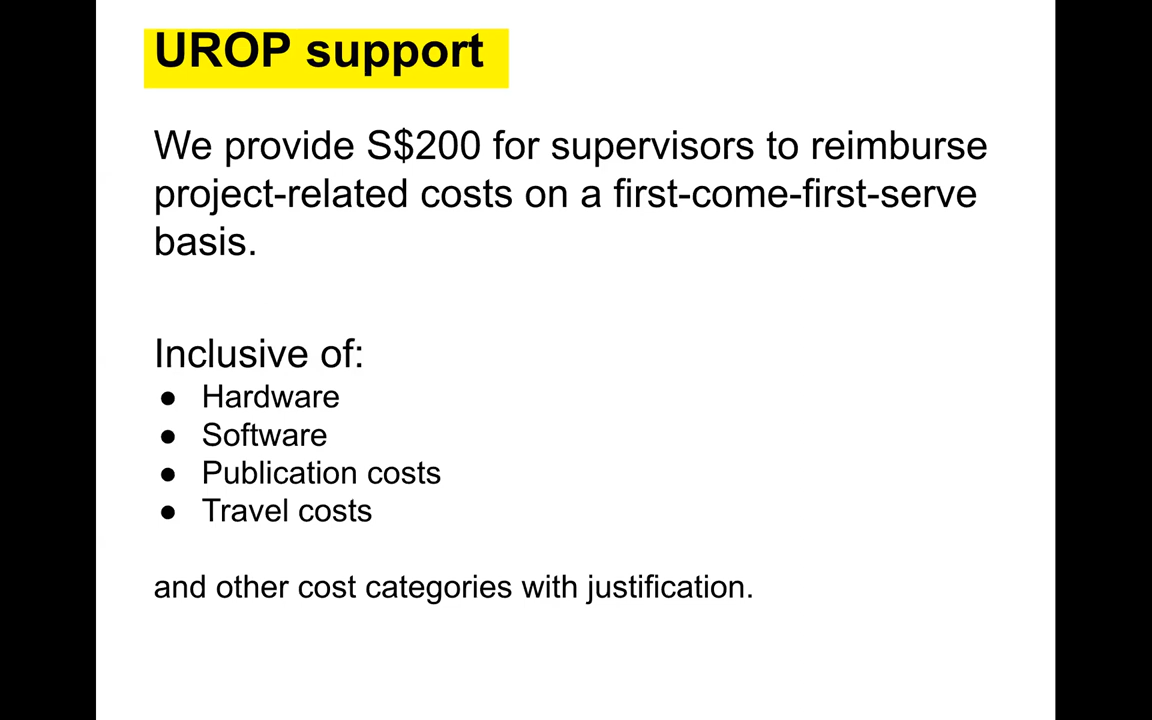 UROP support
We provide S$200 for supervisors to reimburse
project-related costs on a first-come-first-serve
basis.
Inclusive of:
● Hardware
● Software
● Publication costs
● Travel costs
and other cost categories with justification.